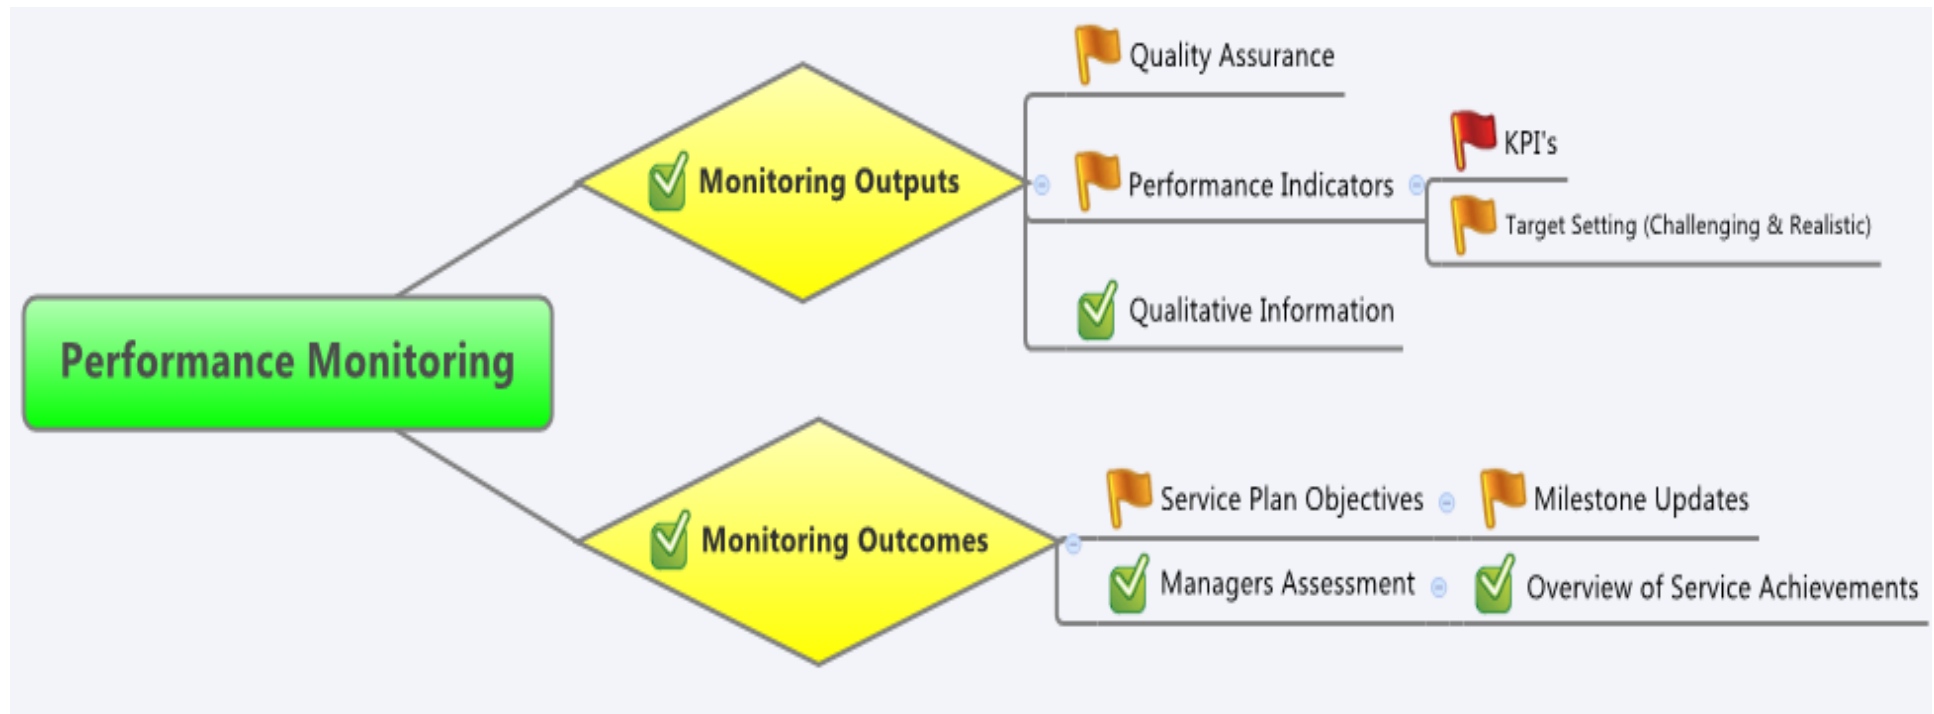 Performance Monitoring
Monitoring Outputs
Quality Assurance
Performance Indicators
KPI's
Target Setting (Challenging & Realistic)
Qualitative Information
Monitoring Outcomes
Service Plan Objectives
Milestone Updates
Managers Assessment
Overview of Service Achievements